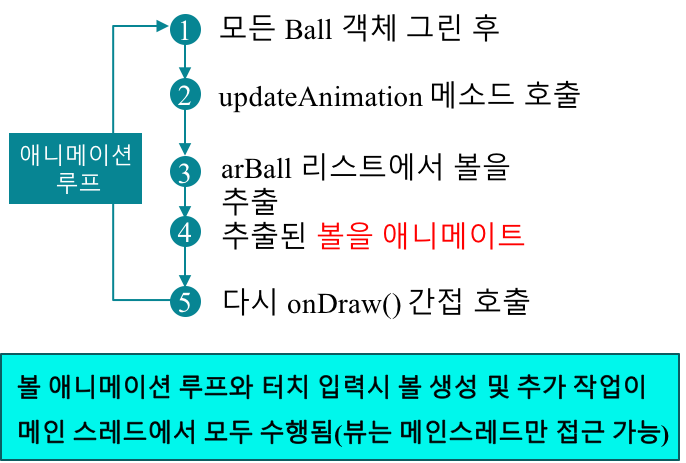 1 모든 Ball 객체 그린 후
2 updateAnimation 메소드 호출
애니메이션
루프
3 arBall 리스트에서 볼을
추출
4 추출된 볼을 애니메이트
5 다시 onDraw() 간접 호출
볼 애니메이션 루프와 터치 입력시 볼 생성 및 추가 작업이
메인 스레드에서 모두 수행됨(뷰는 메인스레드만 접근 가능)